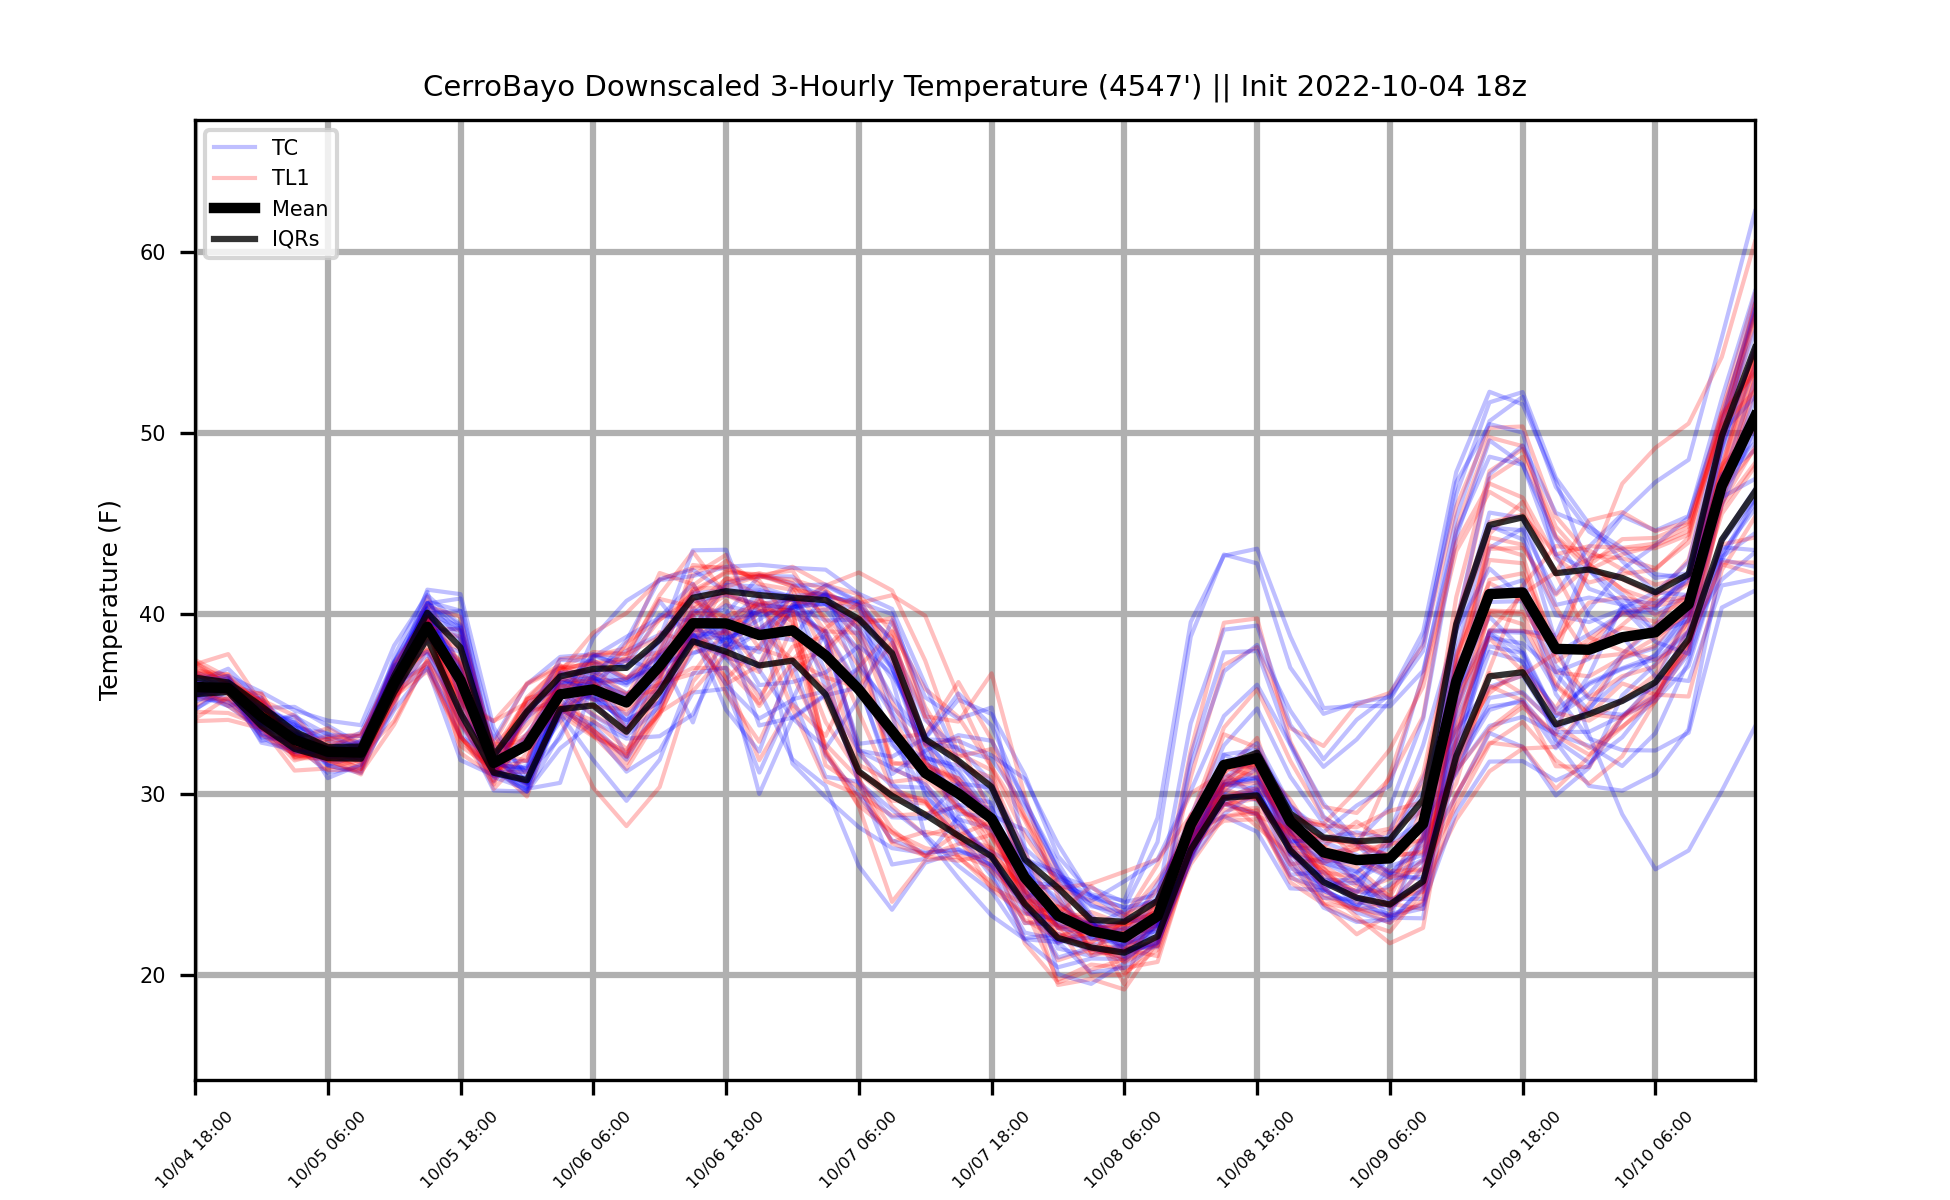 CerroBayo Downscaled 3-Hourly Temperature (4547') || Init 2022-10-04 18z
TC
TL1
Mean
IQRs
Temperature (F)
60
50
40
30
20
10/04 18:00
10/05 06:00
10/05 18:00
10/06 06:00
10/06 18:00
10/07 06:00
10/07 18:00
10/08 06:00
10/08 18:00
10/09 06:00
10/09 18:00
10/10 06:00